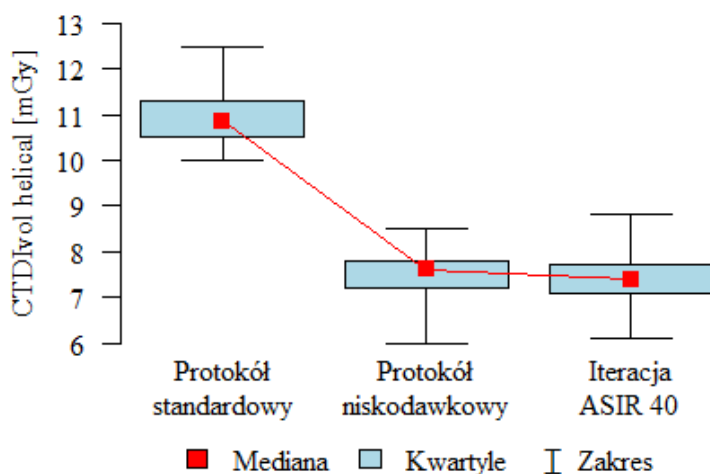 CTDIvol helical [mGy]
13
12
11
10
9
8
7
6
Protokół
standardowy
Protokół
niskodawkowy
Iteracja
ASIR 40
Mediana
Kwartyle
Zakres